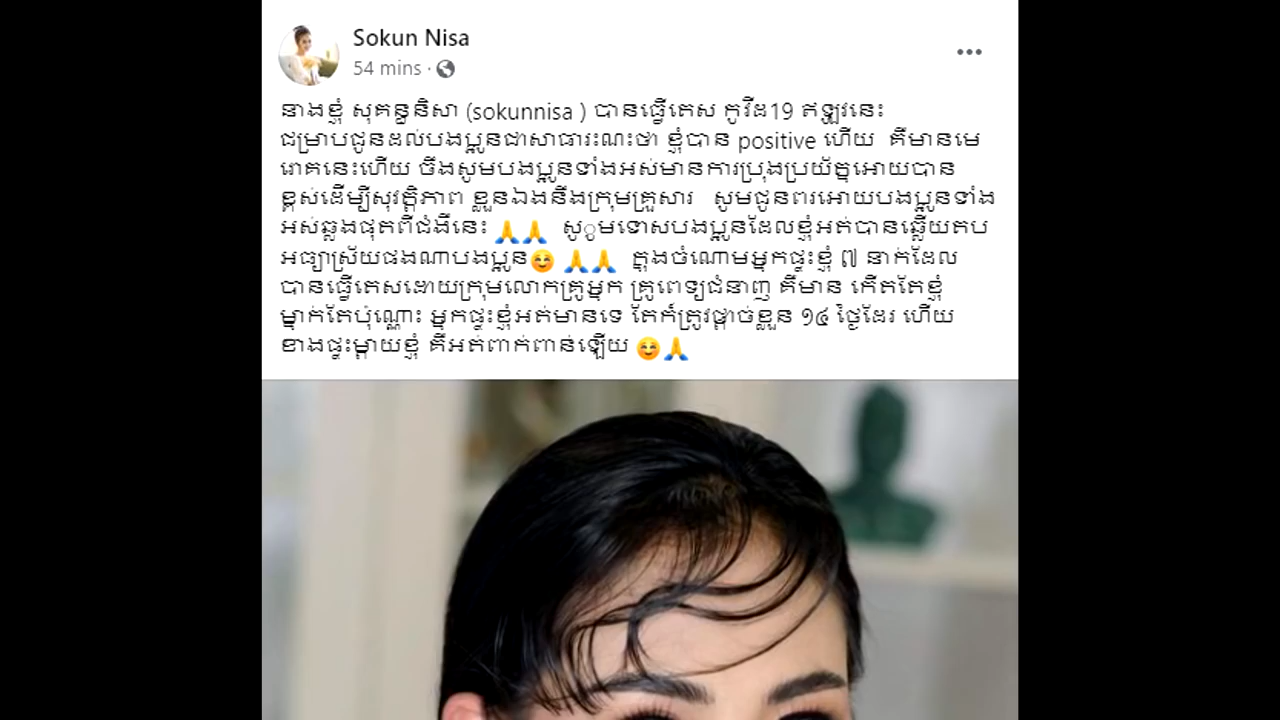 Sokun Nisa
54 mins ·
នាងខ្ញុំ សុគន្ធនិសា (sokunnisa ) បានធ្វើតេស កូវីដ19 ឥឡូវនេះ
ជម្រាបជូនដល់បងប្អូនជាសាធារះណះថា ខ្ញុំបាន positive ហើយ គឺមានមេ
រោគនេះហើយ ចឹងសូមបងប្អូនទាំងអស់មានការប្រុងប្រយ័ត្នអោយបាន
ខ្ពស់ដើម្បីសុវត្តិភាព ខ្លួនឯងនឹងក្រុមគ្រួសារ សូមជូនពរអោយបងប្អូនទាំង
អស់ឆ្លងផុតពីជំងឺនេះ 🙏🙏 សូូមទោសបងប្អូនដែលខ្ញុំអត់បានឆ្លើយតប
អធ្យាស្រ័យផងណាបងប្អូន☺️ 🙏🙏 ក្នុងចំណោមអ្នកផ្ទះខ្ញុំ ៧ នាក់ដែល
បានធ្វើតេសដោយក្រុមលោកគ្រូអ្នក គ្រូពេទ្យជំនាញ គឺមាន កើតតែខ្ញុំ
ម្នាក់តែប៉ុណ្ណោះ អ្នកផ្ទះខ្ញុំអត់មានទេ តែក៏ត្រូវផ្តាច់ខ្លួន ១៤ ថ្ងៃដែរ ហើយ
ខាងផ្ទះម្តាយខ្ញុំ គឺអត់ពាក់ពាន់ឡើយ ☺️🙏